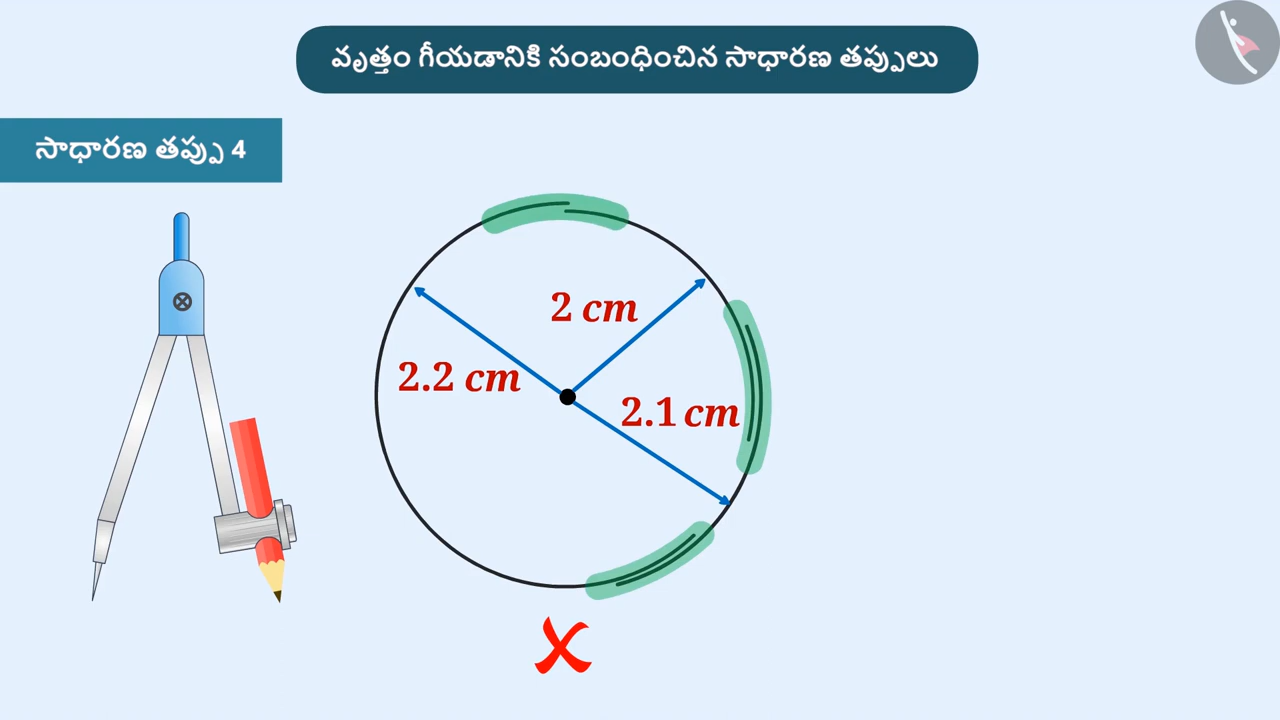 వృత్తం గీయడానికి సంబంధించిన సాధారణ తప్పులు
సాధారణ తప్పు 4
2 cm
2.2 cm
2.1 cm